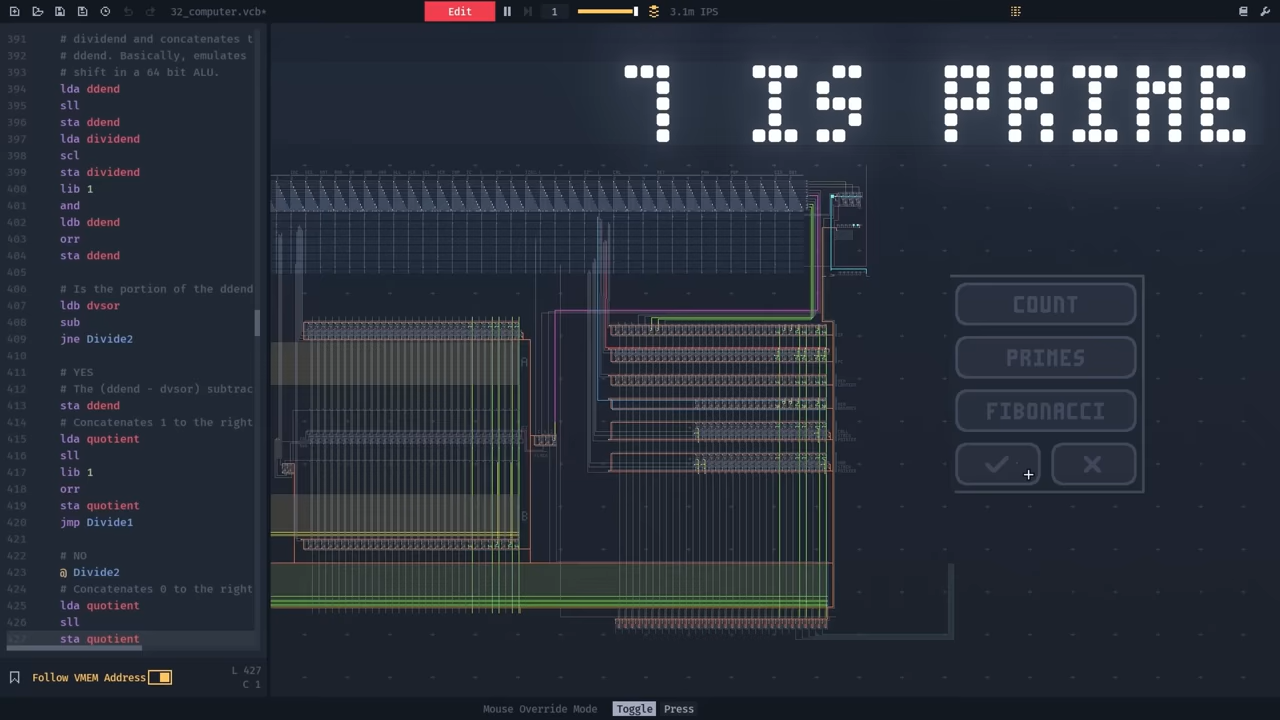 32_computer.vcb*
Edit
1
3.1m IPS
7 IS PRIME
391 # dividend and concatenates t
392 # ddend. Basically, emulates
393 # shift in a 64 bit ALU.
394 lda ddend
395 sll
396 sta ddend
397 lda dividend
398 scl
399 sta dividend
400 lib 1
401 and
402 ldb ddend
403 orr
404 sta ddend
405
406 # Is the portion of the ddend
407 ldb dvsor
408 sub
409 jne Divide2
410
411 # YES
412 # The (ddend - dvsor) subtrac
413 sta ddend
414 # Concatenates 1 to the right
415 lda quotient
416 sll
417 lib 1
418 orr
419 sta quotient
420 jmp Divide1
421
422 # NO
423 @ Divide2
424 # Concatenates 0 to the right
425 lda quotient
426 sll
427 sta quotient
A
B
COUNT
PRIMES
FIBONACCI
Follow VMEM Address
L 427
C 1
Mouse Override Mode Toggle Press